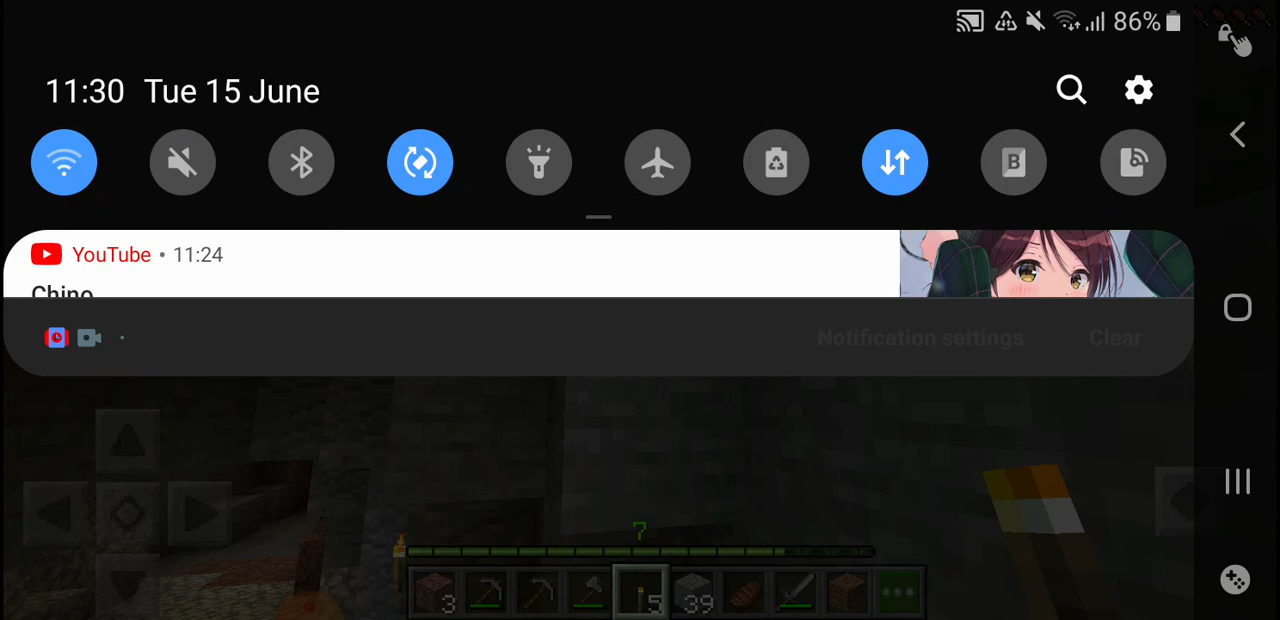 86%
11:30 Tue 15 June
B
YouTube • 11:24
Chino
Notification settings Clear
7
3 5 39